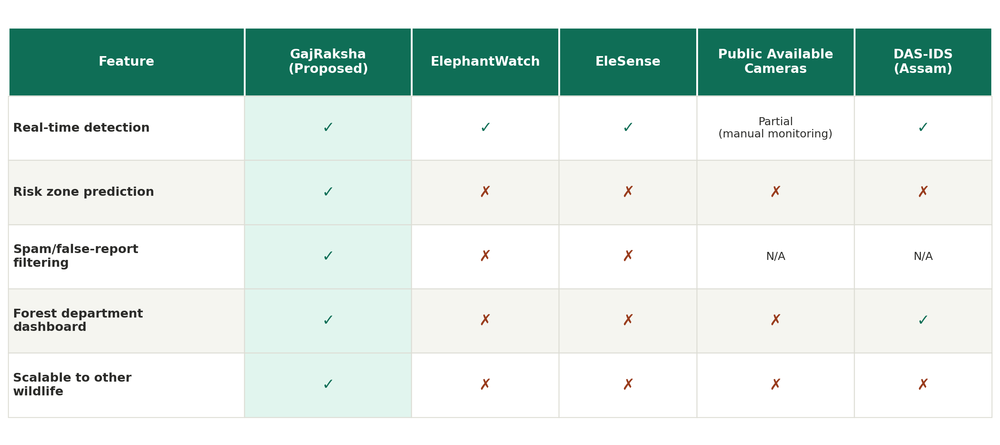 Feature
GajRaksha
(Proposed)
ElephantWatch
EleSense
Public Available
Cameras
DAS-IDS
(Assam)
Real-time detection
✓
✓
✓
Partial
(manual monitoring)
✓
Risk zone prediction
✓
✗
✗
✗
✗
Spam/false-report
filtering
✓
✗
✗
N/A
N/A
Forest department
dashboard
✓
✗
✗
✗
✓
Scalable to other
wildlife
✓
✗
✗
✗
✗